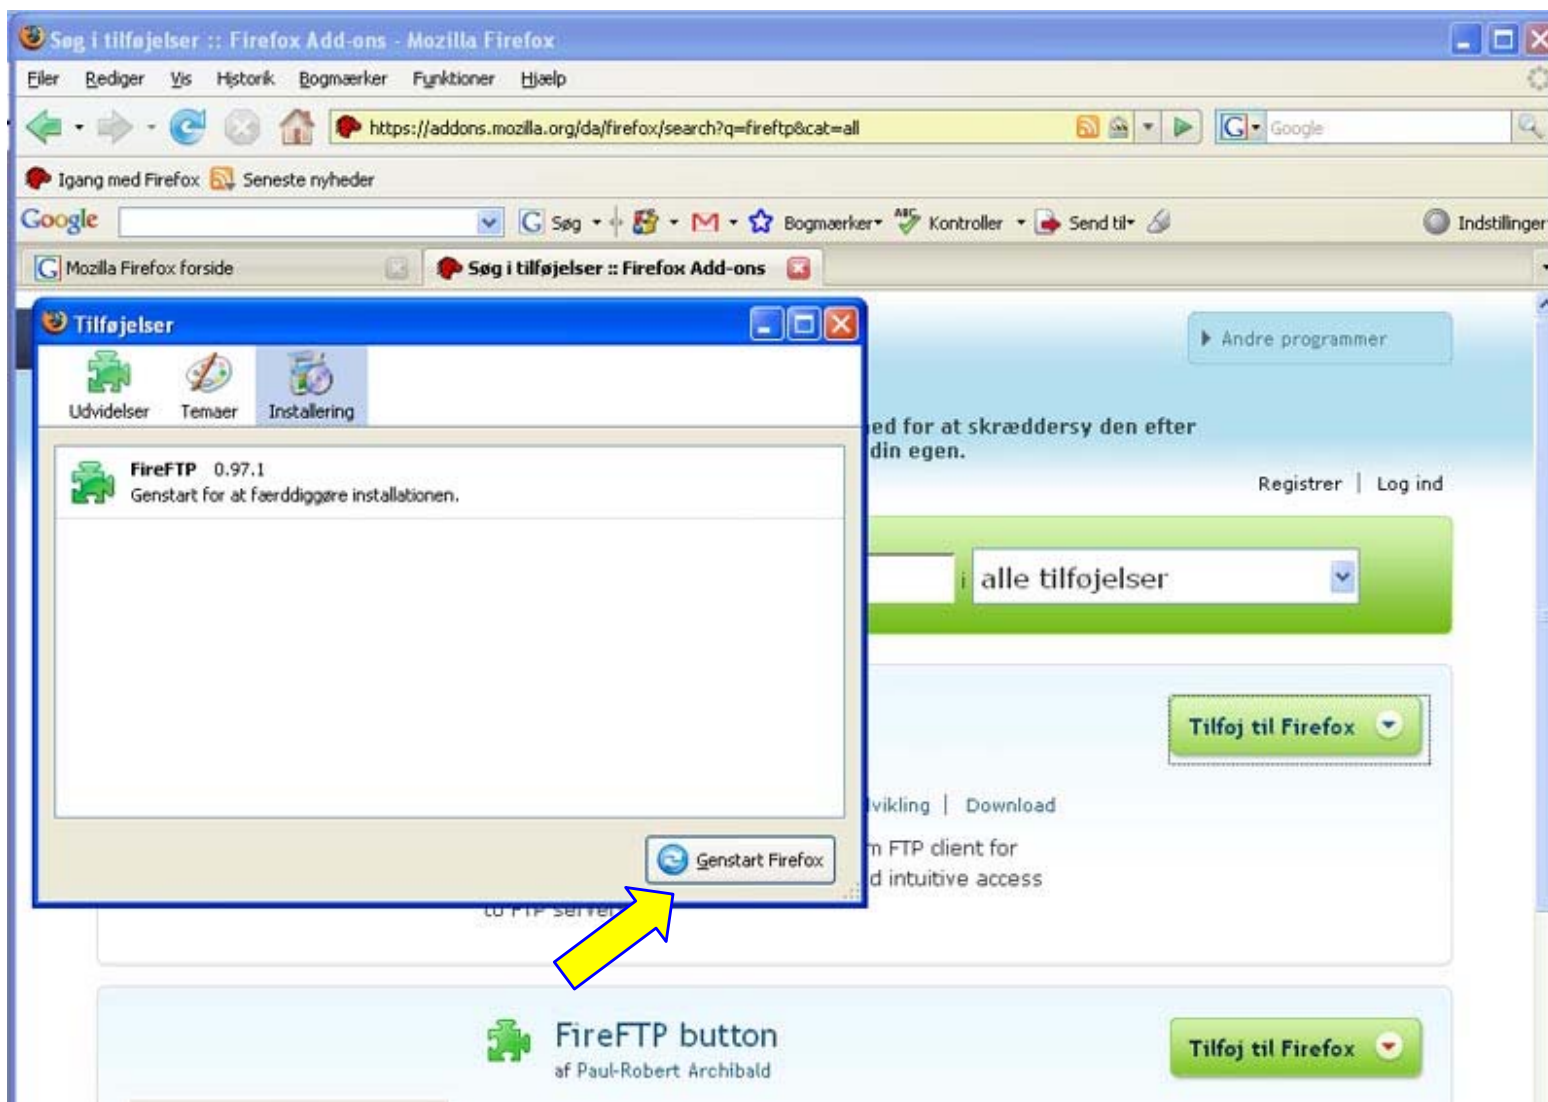 Søg i tilføjelser :: Firefox Add-ons - Mozilla Firefox
Filer Rediger Vis Historik Bogmærker Funktioner Hjælp
https://addons.mozilla.org/da/firefox/search?q=fireftp&cat=all G Google
Igang med Firefox Seneste nyheder
Google G Søg Bogmærker ABC Kontroller Send til Indstillinger
G Mozilla Firefox forside Søg i tilføjelser :: Firefox Add-ons
Tilføjelser
Andre programmer
Udvidelser Temaer Installering
ed for at skræddersy den efter
din egen.
FireFTP 0.97.1
Genstart for at færddiggøre installationen.
Registrer | Log ind
i alle tilføjelser
Tilføj til Firefox
vikling | Download
m FTP client for
d intuitive access
Genstart Firefox
to FTP server
FireFTP button
af Paul-Robert Archibald
Tilføj til Firefox